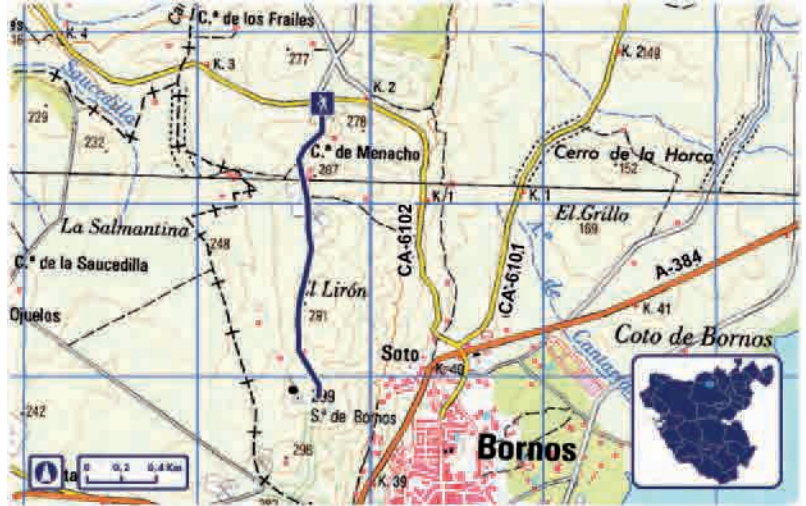 C.ª de los Frailes
K. 4
K. 3
277
K. 2
K. 2
149
Saucedilla
229
232
278
C.ª de Menacho
287
Cerro de la Horca
152
K. 1
K. 1
La Salmantina
248
El Grillo
169
CA-6102
CA-6101
A-384
C.ª de la Saucedilla
Ojuelos
281
K. 41
Coto de Bornos
Soto
K. 40
299
S.ª de Bornos
242
296
Bornos
0 0,2 0,4 Km
K. 39